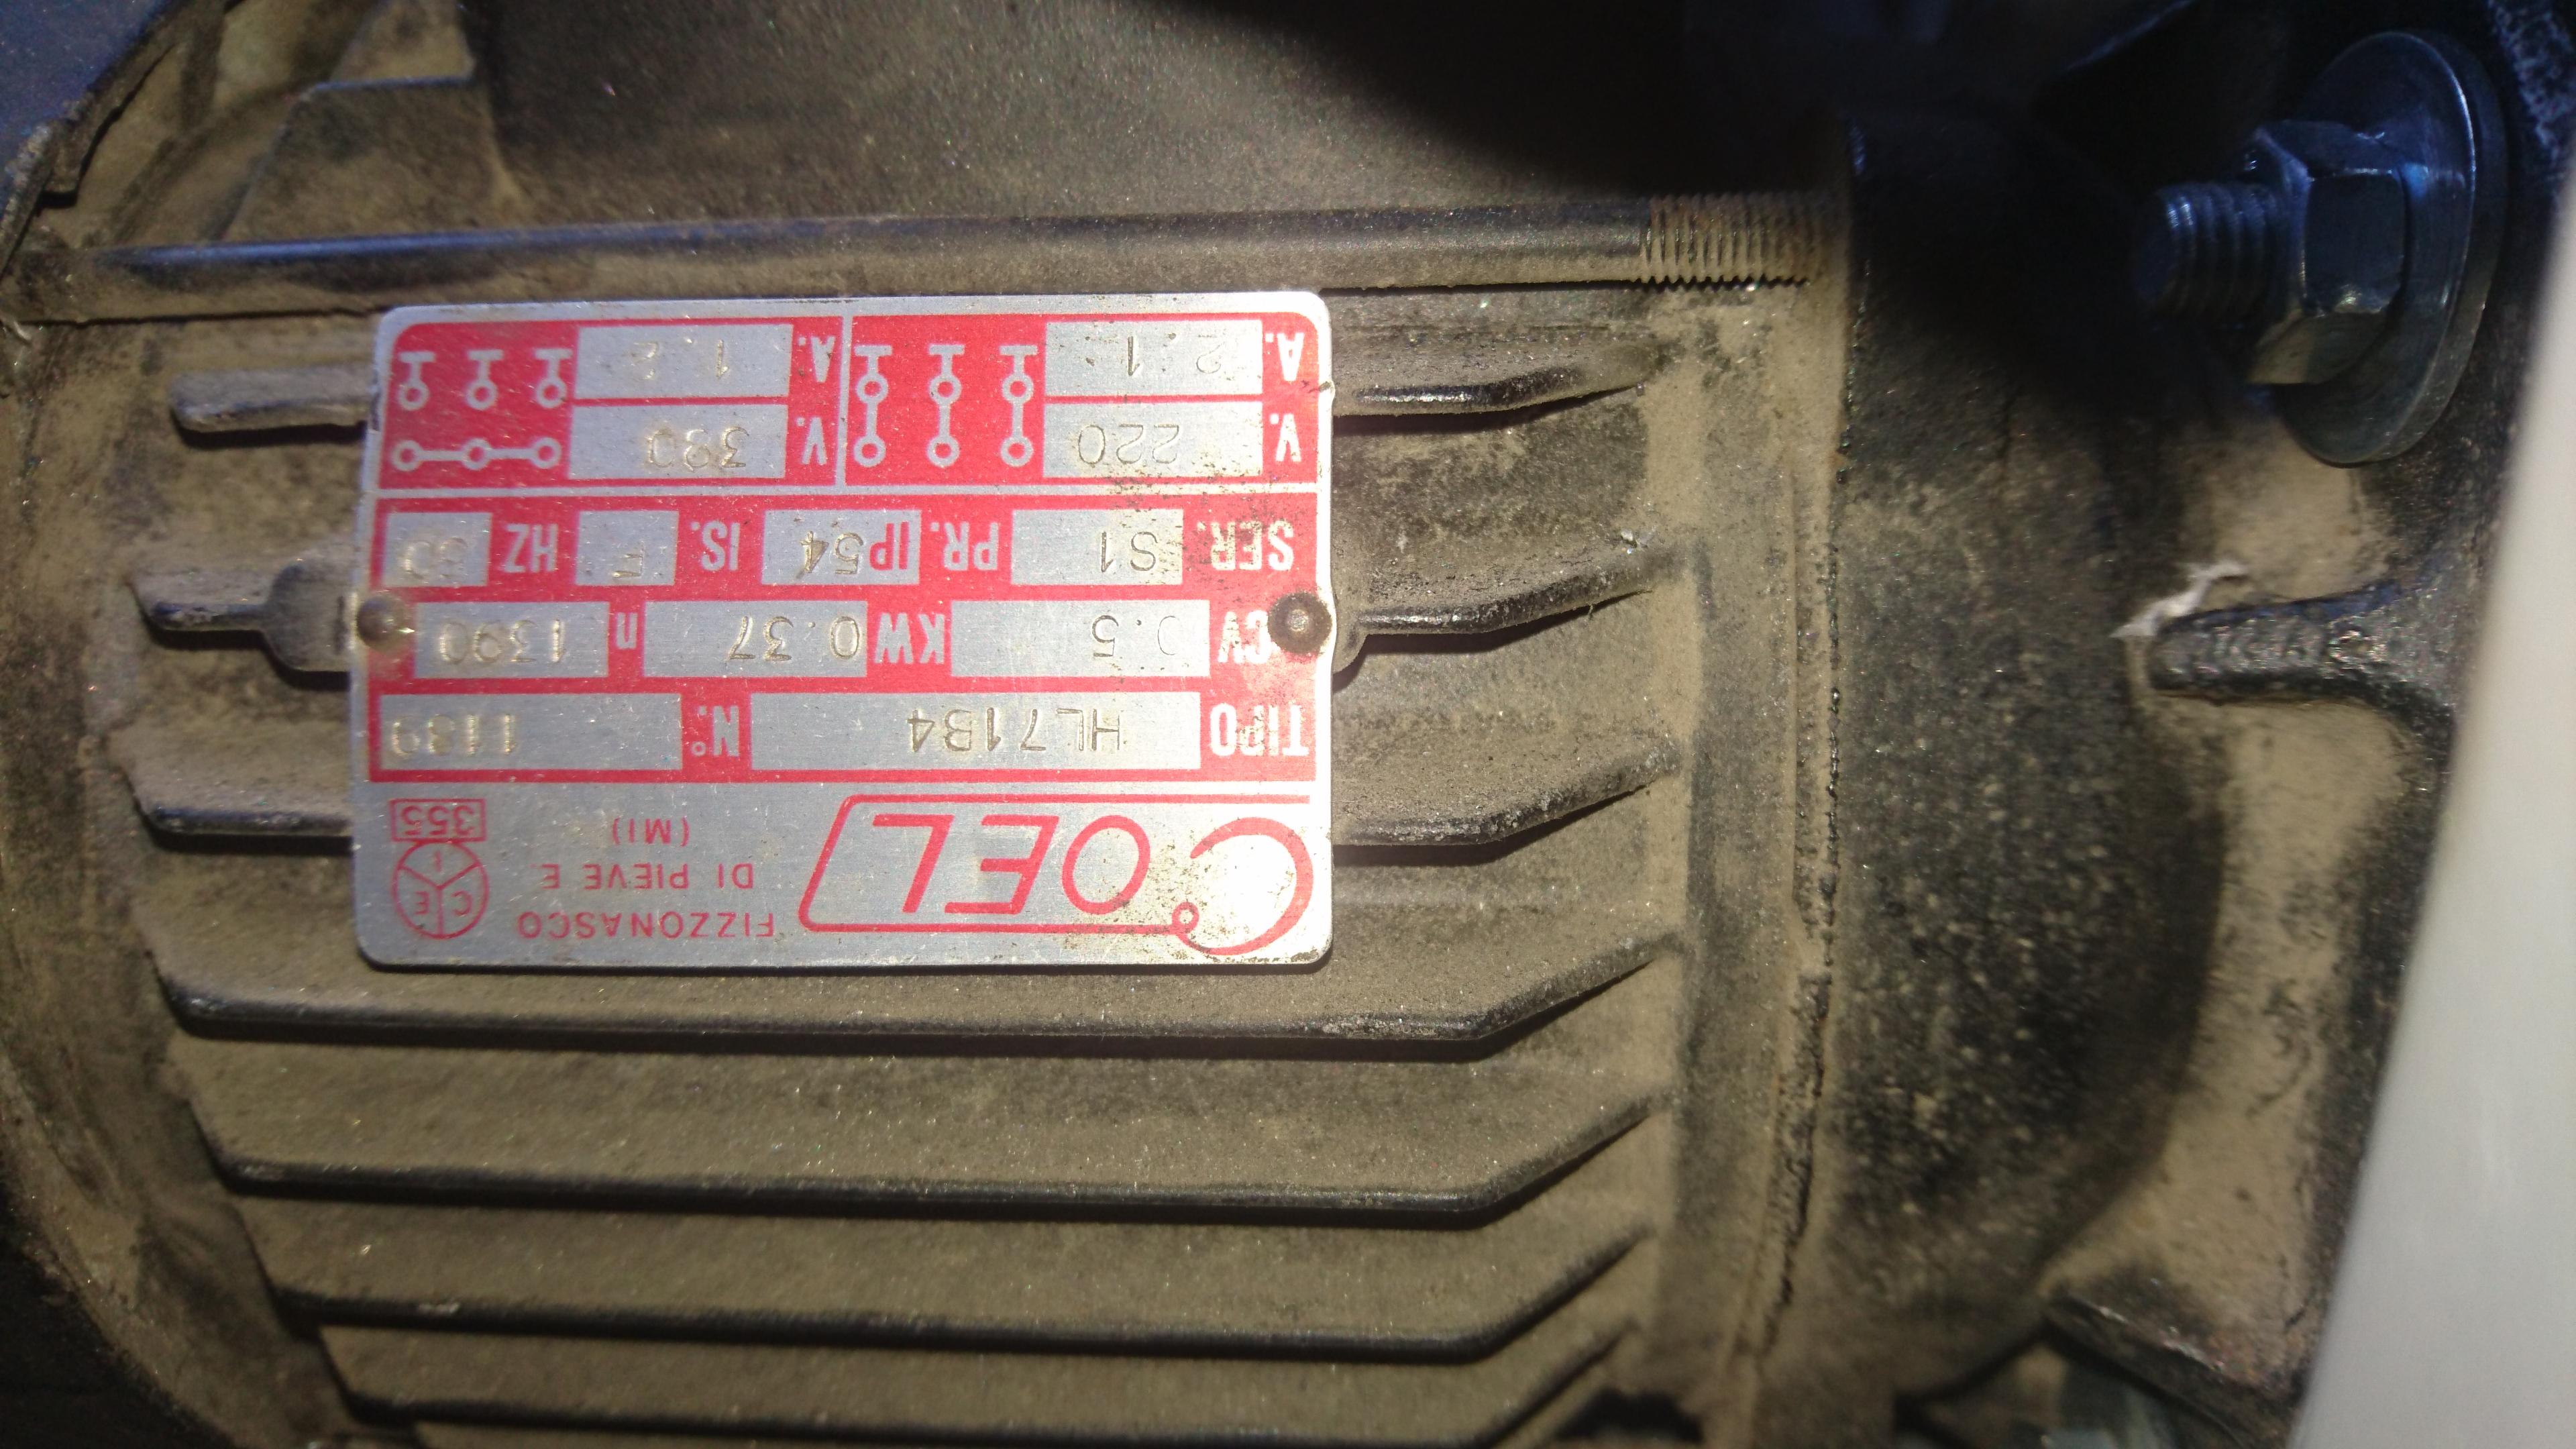 COEL
FIZZONASCO
DI PIEVE E.
(MI)
C E I
355
TIPO HL71B4 N.° 1139
CV 0.5 KW 0.37 n 1390
SER. S1 PR. IP54 IS. F HZ 50
V. 220 V. 380
A. 2.1 A. 1.2